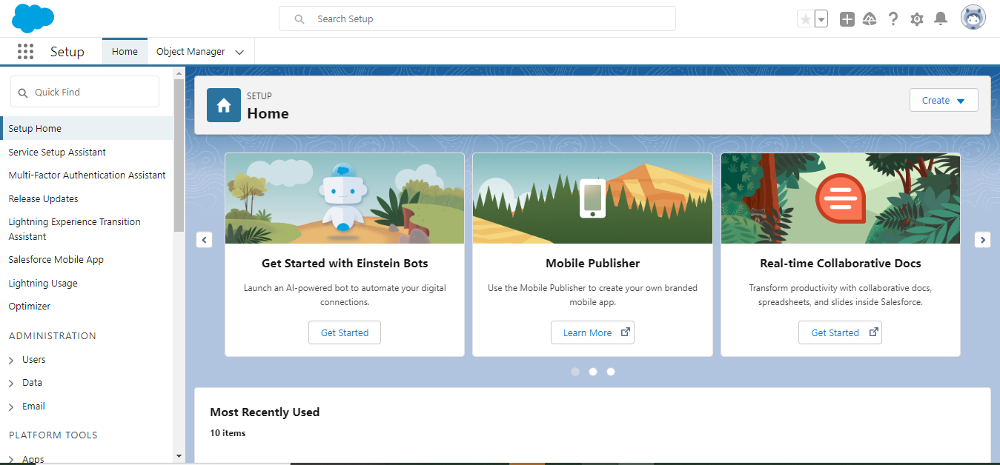 Search Setup
Setup
Home
Object Manager
Quick Find
Setup Home
Service Setup Assistant
Multi-Factor Authentication Assistant
Release Updates
Lightning Experience Transition
Assistant
Salesforce Mobile App
Lightning Usage
Optimizer
ADMINISTRATION
Users
Data
Email
PLATFORM TOOLS
Apps
SETUP
Home
Create
Get Started with Einstein Bots
Launch an AI-powered bot to automate your digital
connections.
Get Started
Mobile Publisher
Use the Mobile Publisher to create your own branded
mobile app.
Learn More
Real-time Collaborative Docs
Transform productivity with collaborative docs,
spreadsheets, and slides inside Salesforce.
Get Started
Most Recently Used
10 items